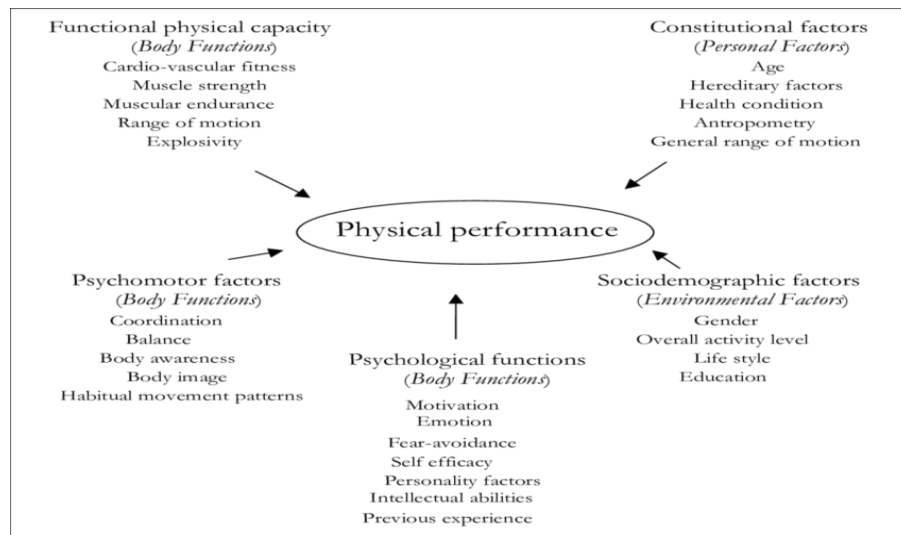 Functional physical capacity
(Body Functions)
Cardio-vascular fitness
Muscle strength
Muscular endurance
Range of motion
Explosivity
Constitutional factors
(Personal Factors)
Age
Hereditary factors
Health condition
Antropometry
General range of motion
Physical performance
Psychomotor factors
(Body Functions)
Coordination
Balance
Body awareness
Body image
Habitual movement patterns
Psychological functions
(Body Functions)
Motivation
Emotion
Fear-avoidance
Self efficacy
Personality factors
Intellectual abilities
Previous experience
Sociodemographic factors
(Environmental Factors)
Gender
Overall activity level
Life style
Education